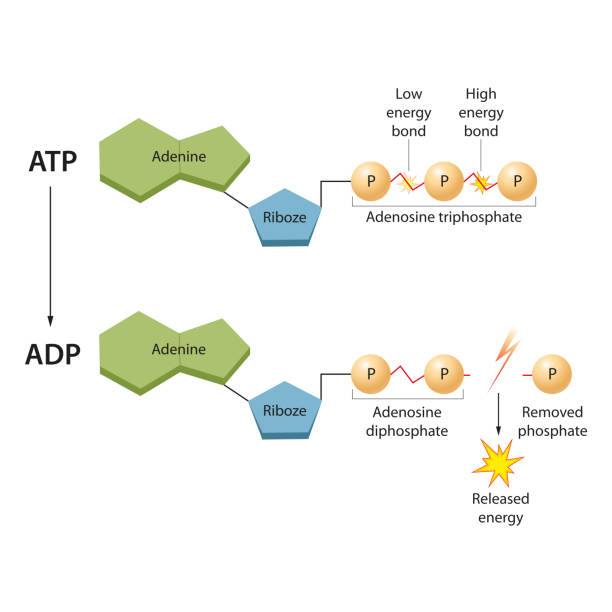 Low
energy
bond
High
energy
bond
ATP
Adenine
P
P
P
Riboze
Adenosine triphosphate
ADP
Adenine
P
P
P
Riboze
Adenosine
diphosphate
Removed
phosphate
Released
energy